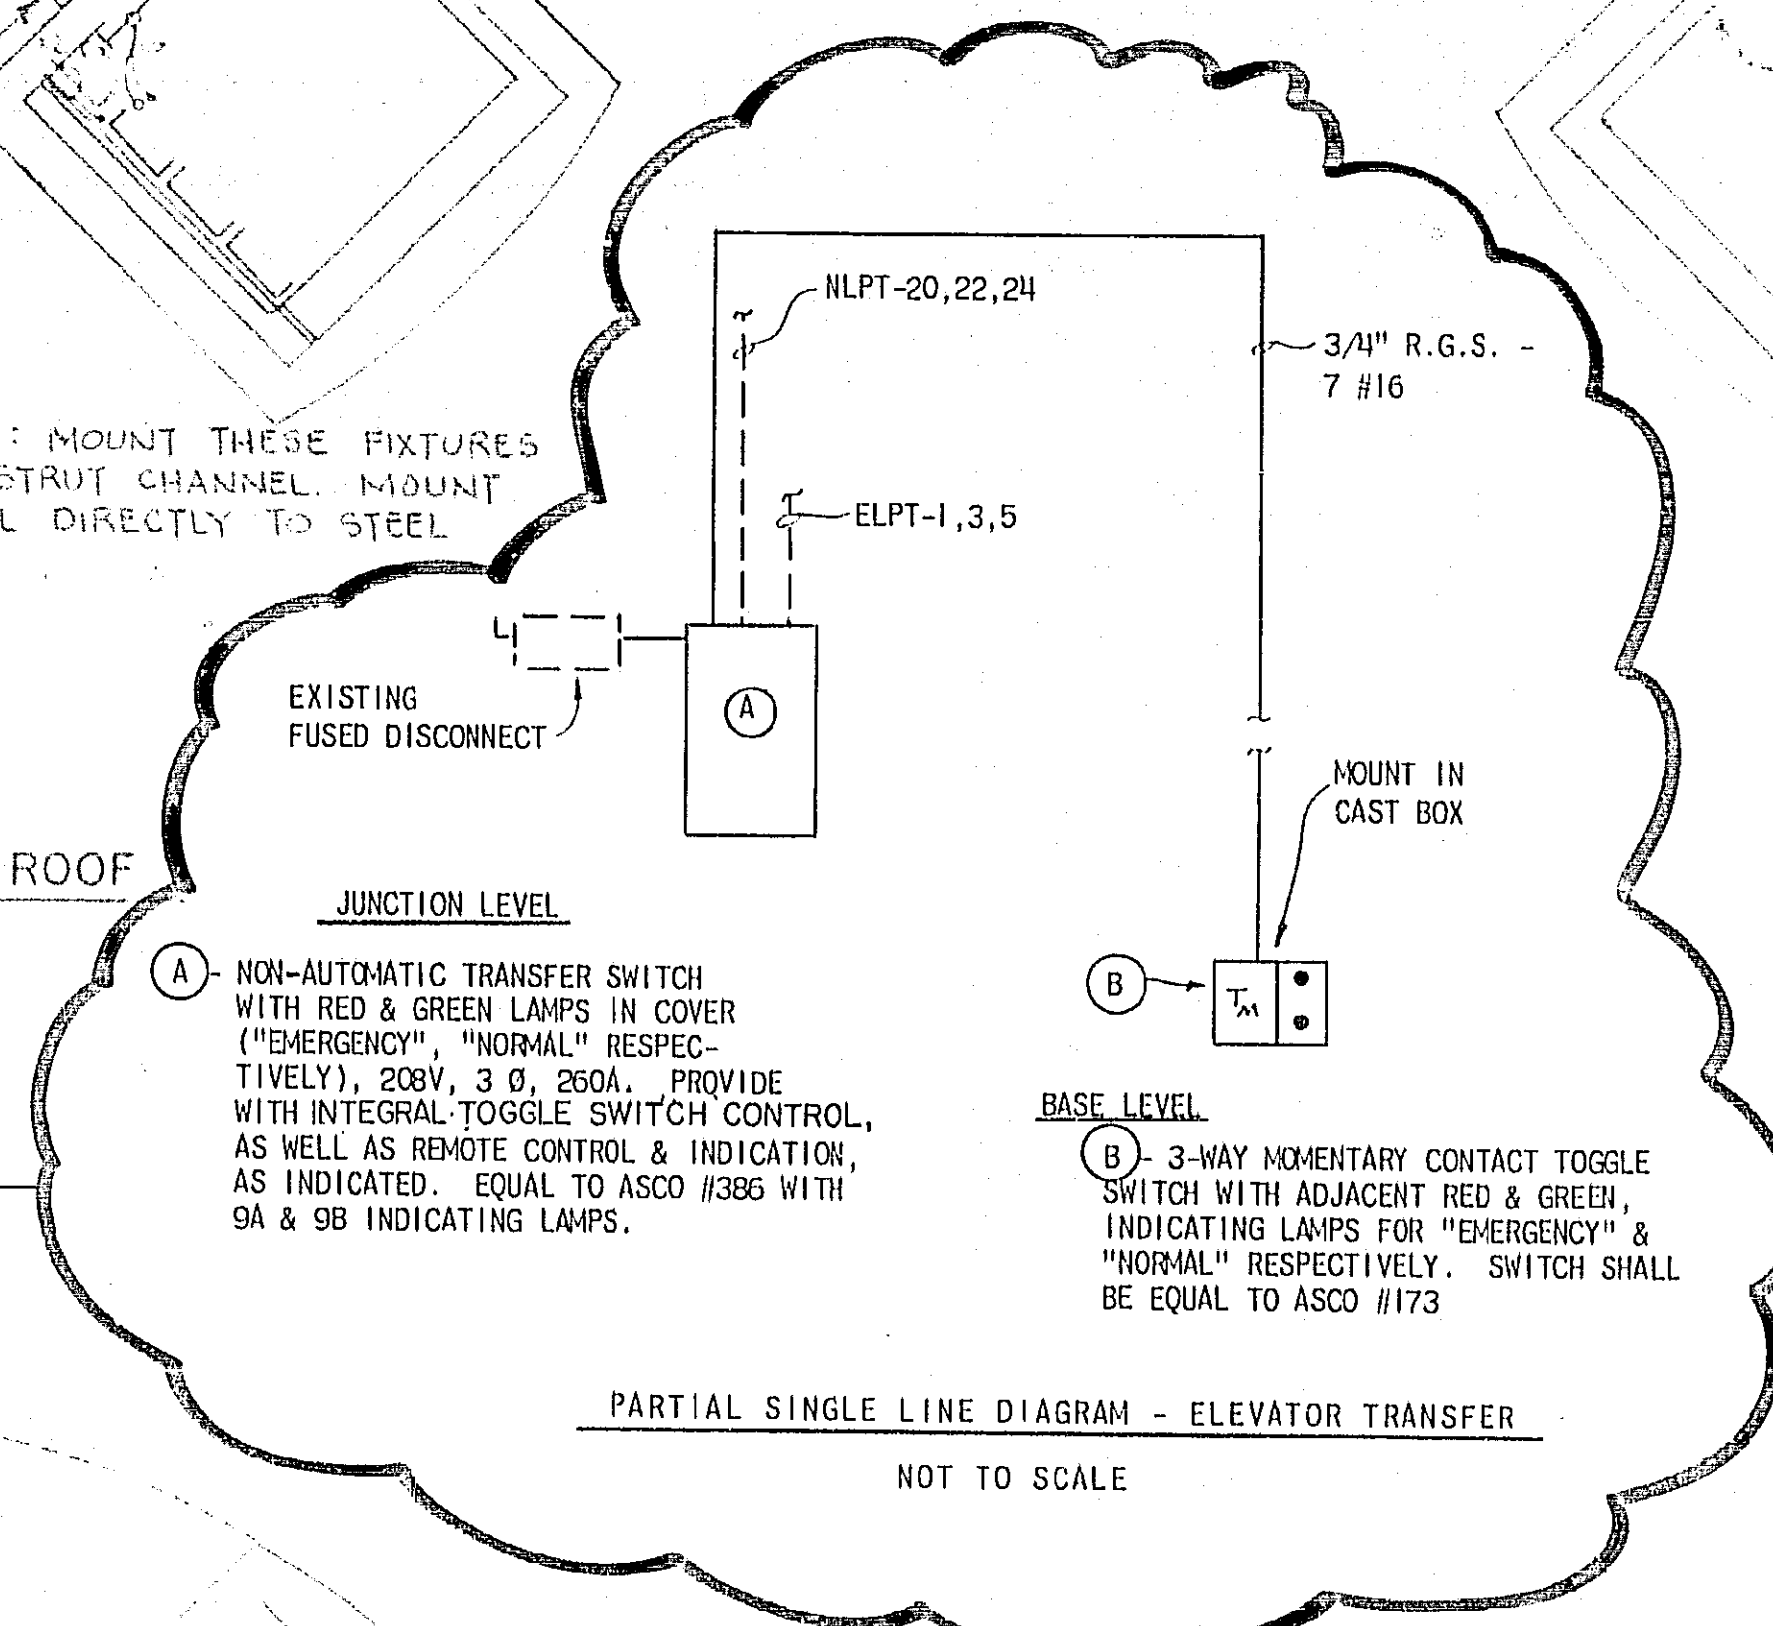 NLPT-20,22,24
3/4" R.G.S. -
7 #16
: MOUNT THESE FIXTURES
STRUT CHANNEL. MOUNT
L DIRECTLY TO STEEL
ELPT-1,3,5
EXISTING
FUSED DISCONNECT
A
MOUNT IN
CAST BOX
ROOF
JUNCTION LEVEL
A - NON-AUTOMATIC TRANSFER SWITCH
WITH RED & GREEN LAMPS IN COVER
("EMERGENCY", "NORMAL" RESPEC-
TIVELY), 208V, 3 Ø, 260A. PROVIDE
WITH INTEGRAL TOGGLE SWITCH CONTROL,
AS WELL AS REMOTE CONTROL & INDICATION,
AS INDICATED. EQUAL TO ASCO #386 WITH
9A & 9B INDICATING LAMPS.
B
TM
BASE LEVEL
B - 3-WAY MOMENTARY CONTACT TOGGLE
SWITCH WITH ADJACENT RED & GREEN,
INDICATING LAMPS FOR "EMERGENCY" &
"NORMAL" RESPECTIVELY. SWITCH SHALL
BE EQUAL TO ASCO #173
PARTIAL SINGLE LINE DIAGRAM - ELEVATOR TRANSFER
NOT TO SCALE